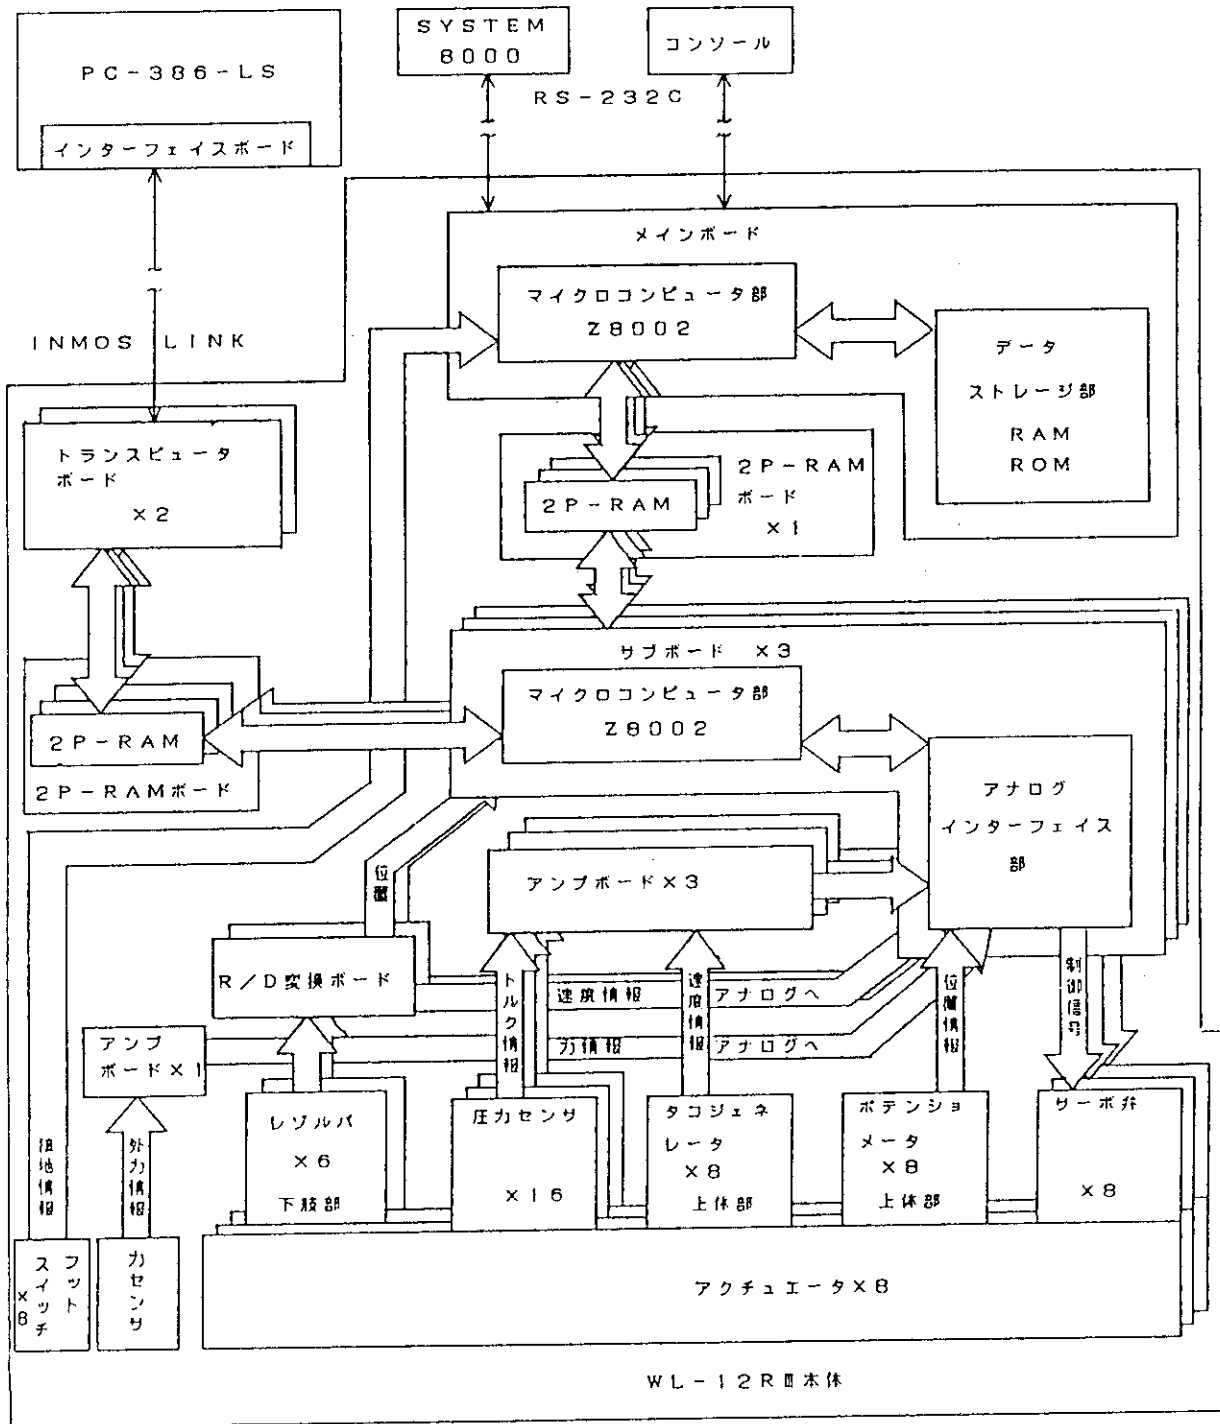 PC-386-LS
インターフェイスボード
SYSTEM
8000
コンソール
RS-232C
INMOS LINK
メインボード
マイクロコンピュータ部
Z8002
データ
ストレージ部
RAM
ROM
トランスピュータ
ボード
×2
2P-RAM
2P-RAM
ボード
×1
サブボード ×3
マイクロコンピュータ部
Z8002
2P-RAM
2P-RAMボード
アナログ
インターフェイス
部
位置
アンプボード×3
R/D変換ボード
トルク情報
速度情報
速度情報
アナログへ
位置情報
制御信号
アンプ
ボード×1
力情報
アナログへ
レゾルバ
×6
下肢部
圧力センサ
×16
タコジェネ
レータ
×8
上体部
ポテンショ
メータ
×8
上体部
サーボ弁
×8
接地情報
外力情報
フット
スイッチ
×8
力センサ
アクチュエータ×8
WL-12RⅢ本体